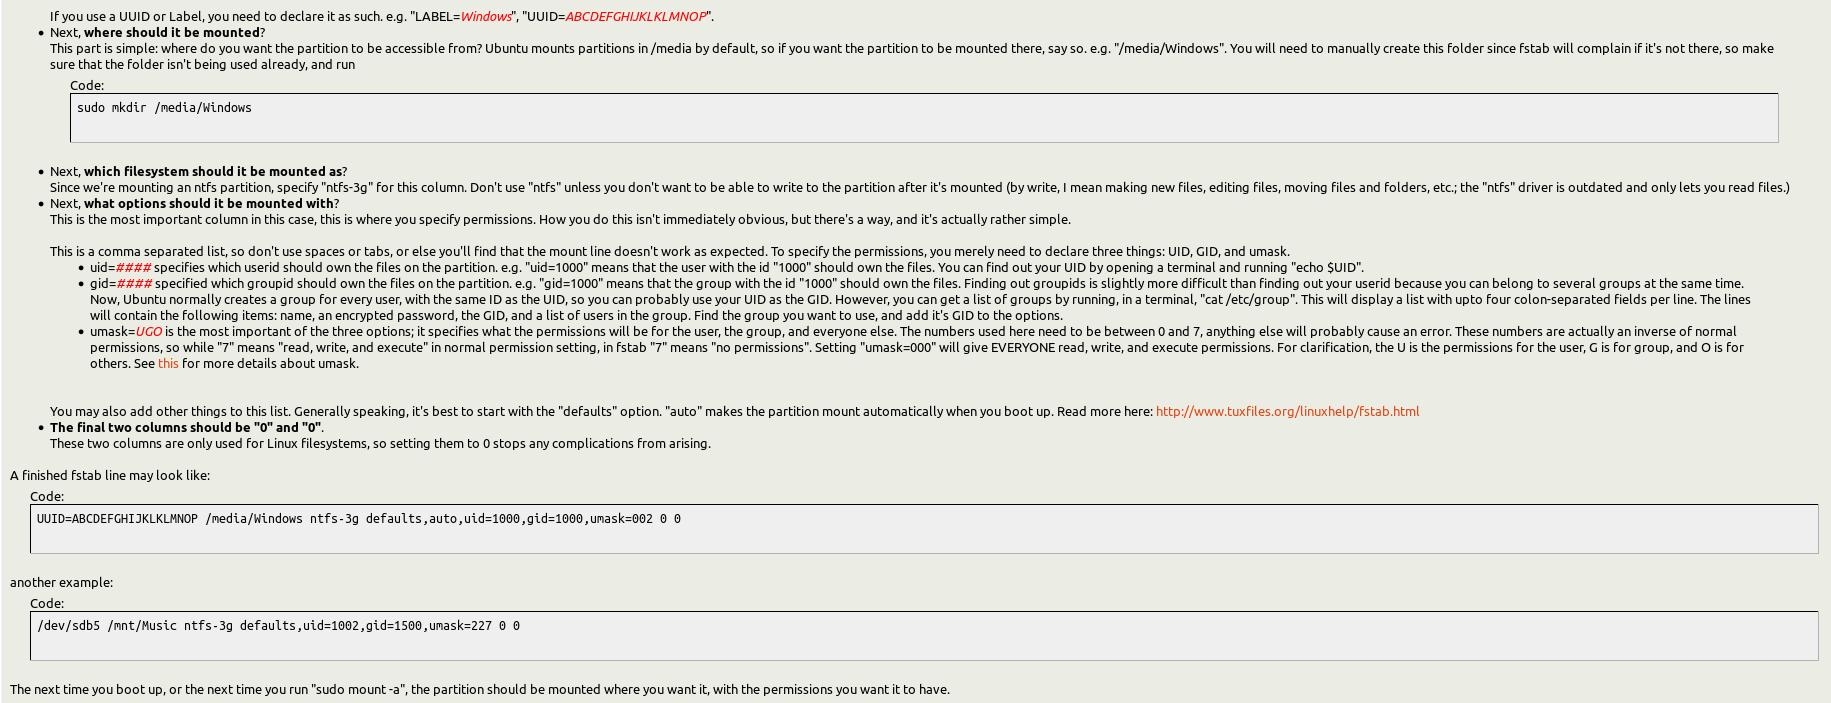 If you use a UUID or Label, you need to declare it as such. e.g. "LABEL=Windows", "UUID=ABCDEFGHIJKLKLMNOP".
• Next, where should it be mounted?
This part is simple: where do you want the partition to be accessible from? Ubuntu mounts partitions in /media by default, so if you want the partition to be mounted there, say so. e.g. "/media/Windows". You will need to manually create this folder since fstab will complain if it's not there, so make
sure that the folder isn't being used already, and run
Code:
sudo mkdir /media/Windows
• Next, which filesystem should it be mounted as?
Since we're mounting an ntfs partition, specify "ntfs-3g" for this column. Don't use "ntfs" unless you don't want to be able to write to the partition after it's mounted (by write, I mean making new files, editing files, moving files and folders, etc.; the "ntfs" driver is outdated and only lets you read files.)
• Next, what options should it be mounted with?
This is the most important column in this case, this is where you specify permissions. How you do this isn't immediately obvious, but there's a way, and it's actually rather simple.
This is a comma separated list, so don't use spaces or tabs, or else you'll find that the mount line doesn't work as expected. To specify the permissions, you merely need to declare three things: UID, GID, and umask.
• uid=#### specifies which userid should own the files on the partition. e.g. "uid=1000" means that the user with the id "1000" should own the files. You can find out your UID by opening a terminal and running "echo $UID".
• gid=#### specified which groupid should own the files on the partition. e.g. "gid=1000" means that the group with the id "1000" should own the files. Finding out groupids is slightly more difficult than finding out your userid because you can belong to several groups at the same time.
Now, Ubuntu normally creates a group for every user, with the same ID as the UID, so you can probably use your UID as the GID. However, you can get a list of groups by running, in a terminal, "cat /etc/group". This will display a list with upto four colon-separated fields per line. The lines
will contain the following items: name, an encrypted password, the GID, and a list of users in the group. Find the group you want to use, and add it's GID to the options.
• umask=UGO is the most important of the three options; it specifies what the permissions will be for the user, the group, and everyone else. The numbers used here need to be between 0 and 7, anything else will probably cause an error. These numbers are actually an inverse of normal
permissions, so while "7" means "read, write, and execute" in normal permission setting, in fstab "7" means "no permissions". Setting "umask=000" will give EVERYONE read, write, and execute permissions. For clarification, the U is the permissions for the user, G is for group, and O is for
others. See this for more details about umask.
You may also add other things to this list. Generally speaking, it's best to start with the "defaults" option. "auto" makes the partition mount automatically when you boot up. Read more here: http://www.tuxfiles.org/linuxhelp/fstab.html
• The final two columns should be "0" and "0".
These two columns are only used for Linux filesystems, so setting them to 0 stops any complications from arising.
A finished fstab line may look like:
Code:
UUID=ABCDEFGHIJKLKLMNOP /media/Windows ntfs-3g defaults,auto,uid=1000,gid=1000,umask=002 0 0
another example:
Code:
/dev/sdb5 /mnt/Music ntfs-3g defaults,uid=1002,gid=1500,umask=227 0 0
The next time you boot up, or the next time you run "sudo mount -a", the partition should be mounted where you want it, with the permissions you want it to have.